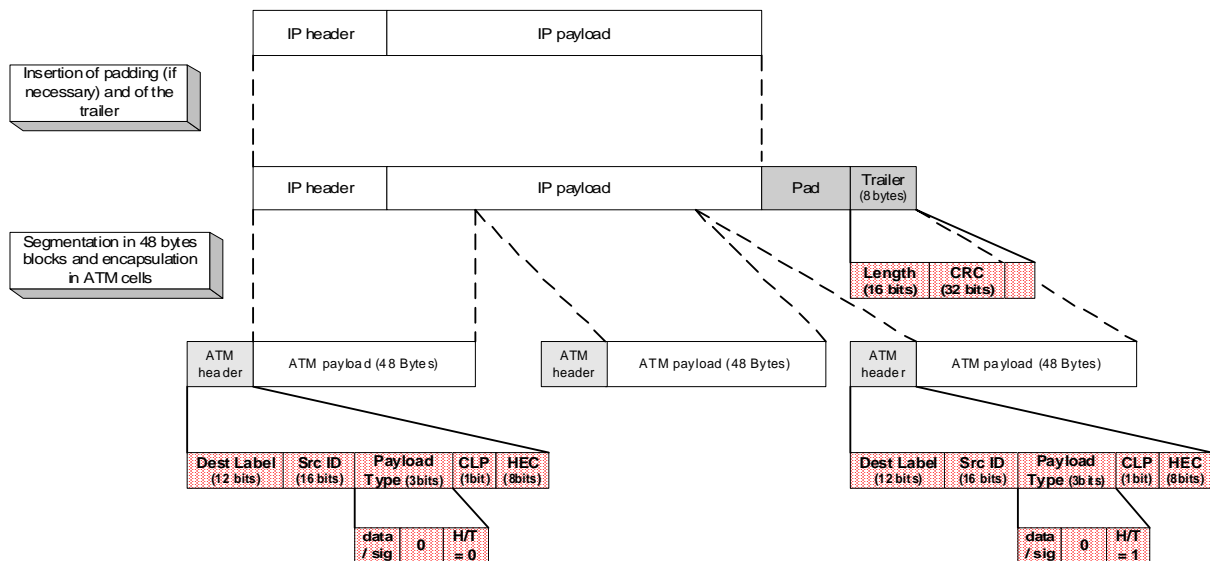 IP header
IP payload
Insertion of padding (if
necessary) and of the
trailer
IP header
IP payload
Pad
Trailer
(8 bytes)
Segmentation in 48 bytes
blocks and encapsulation
in ATM cells
Length
(16 bits)
CRC
(32 bits)
ATM
header
ATM payload (48 Bytes)
ATM
header
ATM payload (48 Bytes)
ATM
header
ATM payload (48 Bytes)
Dest Label
(12 bits)
Src ID
(16 bits)
Payload
Type (3bits)
CLP
(1bit)
HEC
(8bits)
Dest Label
(12 bits)
Src ID
(16 bits)
Payload
Type (3bits)
CLP
(1bit)
HEC
(8bits)
data
/ sig
0
H/T
= 0
data
/ sig
0
H/T
= 1